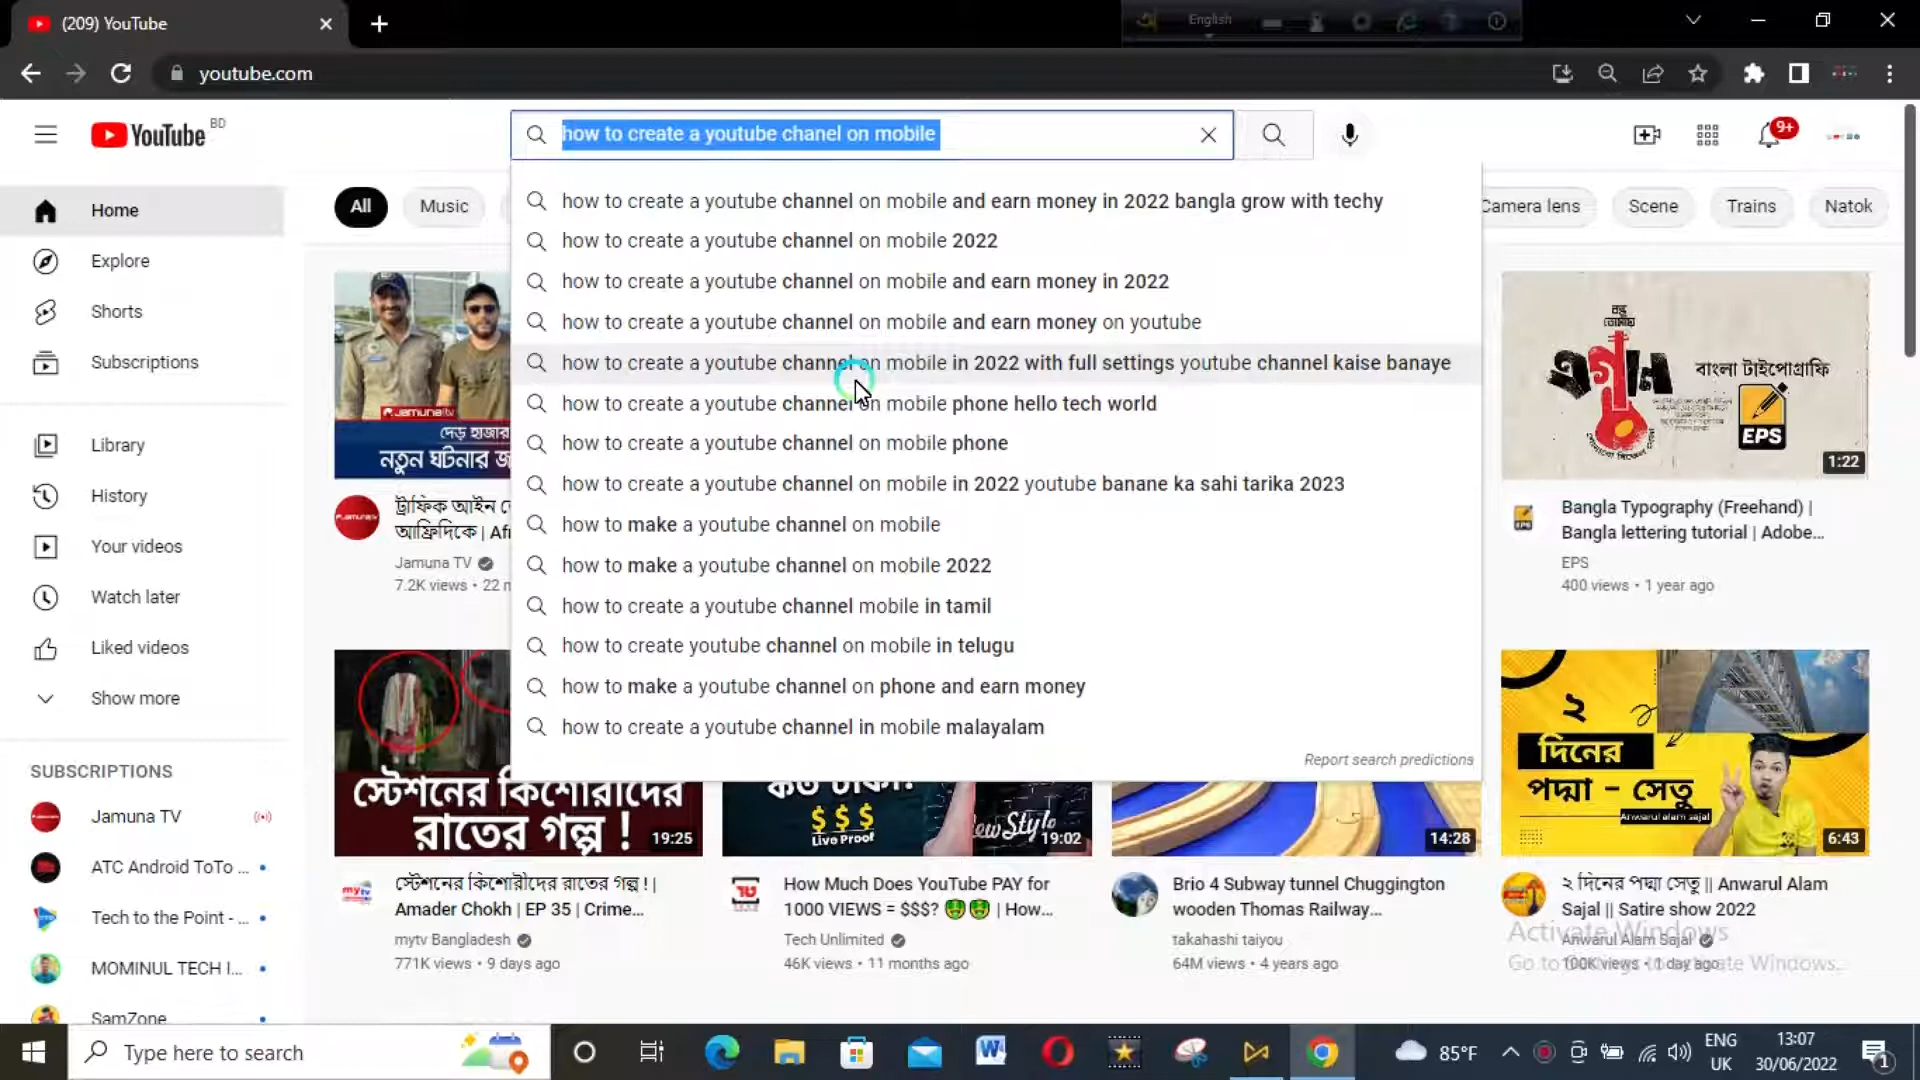 (209) YouTube
English
youtube.com
YouTube BD
how to create a youtube chanel on mobile
9+
Home
Explore
Shorts
Subscriptions
Library
History
Your videos
Watch later
Liked videos
Show more
SUBSCRIPTIONS
Jamuna TV
ATC Android ToTo ...
Tech to the Point - ...
MOMINUL TECH I...
SamZone
All
Music
Camera lens
Scene
Trains
Natok
how to create a youtube channel on mobile and earn money in 2022 bangla grow with techy
how to create a youtube channel on mobile 2022
how to create a youtube channel on mobile and earn money in 2022
how to create a youtube channel on mobile and earn money on youtube
how to create a youtube channel on mobile in 2022 with full settings youtube channel kaise banaye
how to create a youtube channel on mobile phone hello tech world
how to create a youtube channel on mobile phone
how to create a youtube channel on mobile in 2022 youtube banane ka sahi tarika 2023
how to make a youtube channel on mobile
how to make a youtube channel on mobile 2022
how to create a youtube channel mobile in tamil
how to create youtube channel on mobile in telugu
how to make a youtube channel on phone and earn money
how to create a youtube channel in mobile malayalam
Report search predictions
Jamuna tv
দেড় হাজার
নতুন ঘটনার
ট্রাফিক আইন
আফ্রিদিকে | Af
Jamuna TV
7.2K views • 22
বাংলা টাইপোগ্রাফি
EPS
1:22
Bangla Typography (Freehand) |
Bangla lettering tutorial | Adobe...
EPS
400 views • 1 year ago
স্টেশনের কিশোরীদের
রাতের গল্প !
19:25
স্টেশনের কিশোরীদের রাতের গল্প ! |
Amader Chokh | EP 35 | Crime...
mytv Bangladesh
771K views • 9 days ago
$ $ $
Live Proof
New Style
19:02
How Much Does YouTube PAY for
1000 VIEWS = $$$? 🤑🤑 | How...
Tech Unlimited
46K views • 11 months ago
14:28
Brio 4 Subway tunnel Chuggington
wooden Thomas Railway...
takahashi taiyou
64M views • 4 years ago
২
দিনের
পদ্মা - সেতু
Anwarul alam sajal
6:43
২ দিনের পদ্মা সেতু || Anwarul Alam
Sajal || Satire show 2022
Anwarul Alam Sajal
100K views • 1 day ago
Activate Windows
Go to Settings to activate Windows.
Type here to search
85°F
ENG
UK
13:07
30/06/2022
1